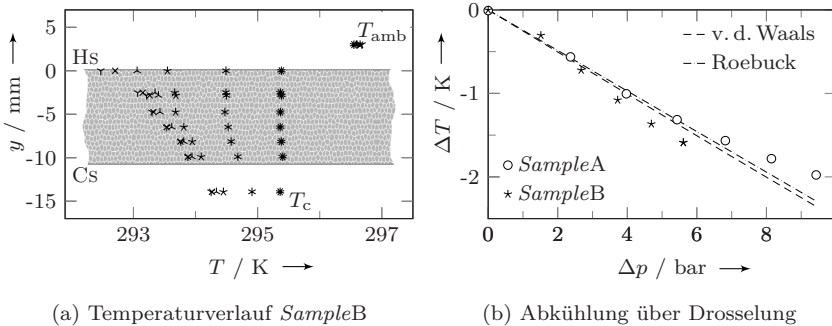 5
0
-5
-10
-15
y / mm
Hs
Cs
T_amb
T_c
293
295
297
T / K
(a) Temperaturverlauf SampleB
0
-1
-2
ΔT / K
v. d. Waals
Roebuck
SampleA
SampleB
0
2
4
6
8
10
Δp / bar
(b) Abkühlung über Drosselung